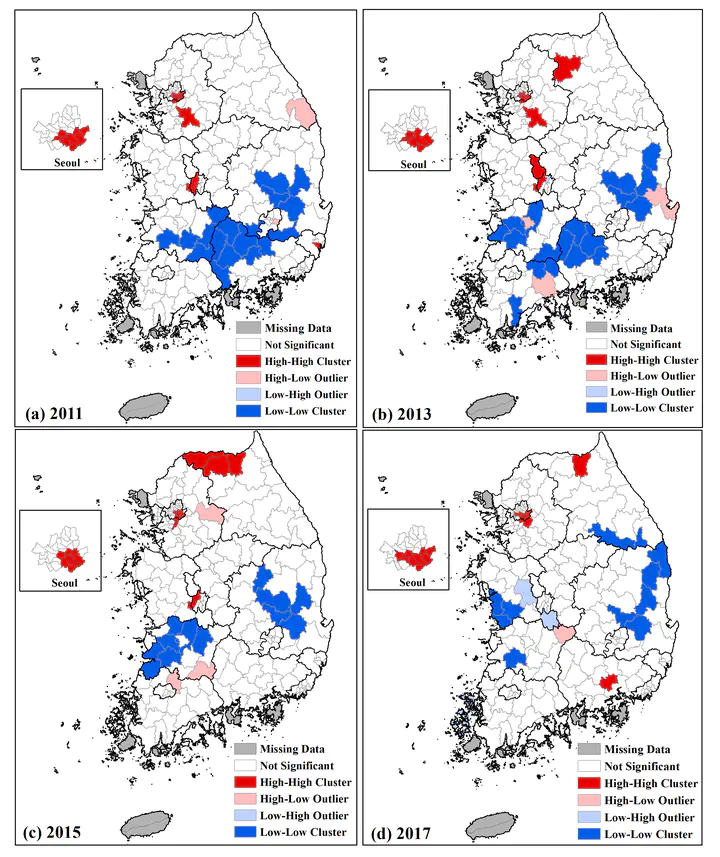 Seoul
Missing Data
Not Significant
High-High Cluster
High-Low Outlier
Low-High Outlier
Low-Low Cluster
(a) 2011
Seoul
Missing Data
Not Significant
High-High Cluster
High-Low Outlier
Low-High Outlier
Low-Low Cluster
(b) 2013
Seoul
Missing Data
Not Significant
High-High Cluster
High-Low Outlier
Low-High Outlier
Low-Low Cluster
(c) 2015
Seoul
Missing Data
Not Significant
High-High Cluster
High-Low Outlier
Low-High Outlier
Low-Low Cluster
(d) 2017